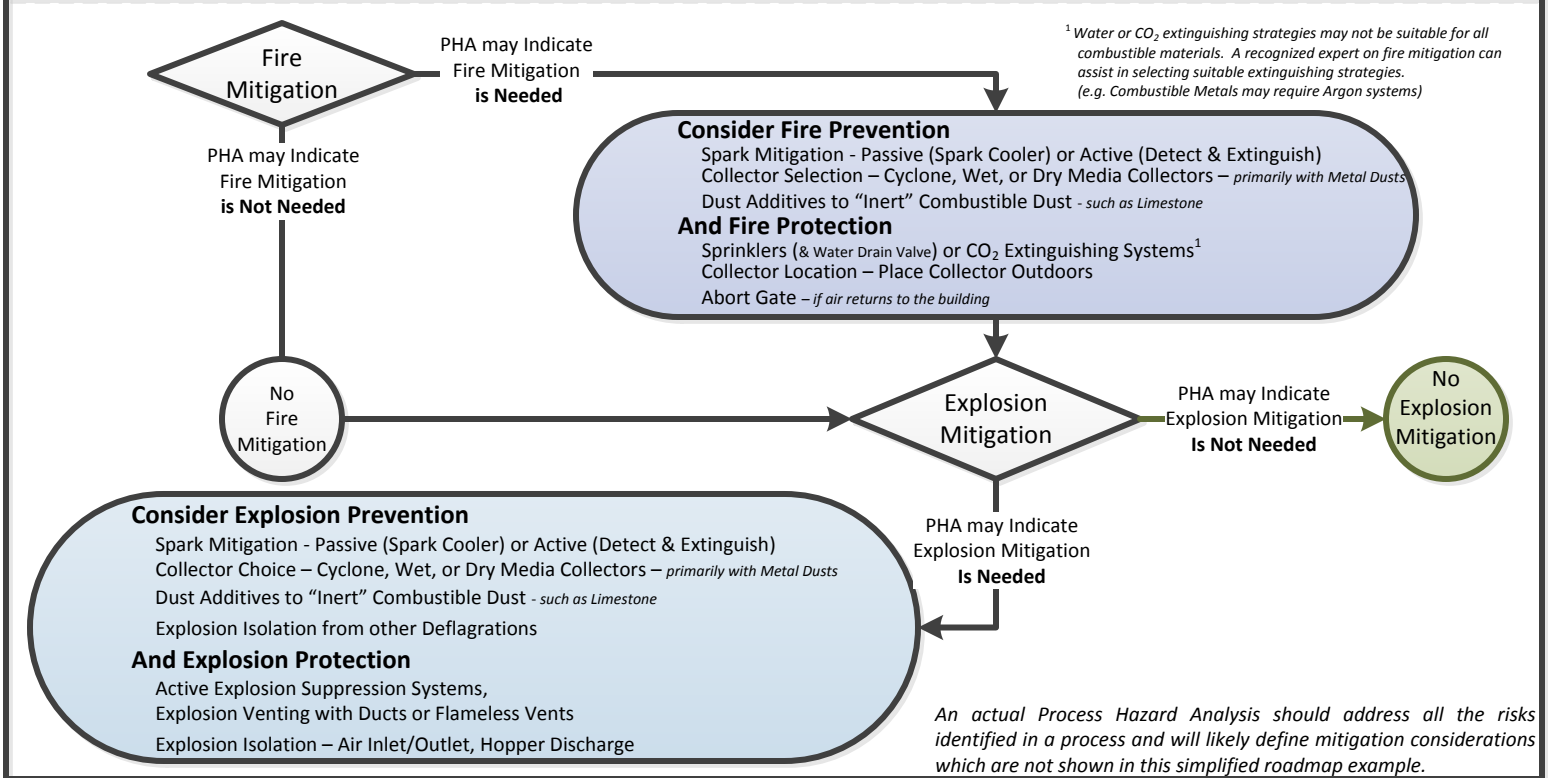 Fire
Mitigation
PHA may Indicate
Fire Mitigation
is Needed
¹ Water or CO₂ extinguishing strategies may not be suitable for all
combustible materials. A recognized expert on fire mitigation can
assist in selecting suitable extinguishing strategies.
(e.g. Combustible Metals may require Argon systems)
PHA may Indicate
Fire Mitigation
is Not Needed
Consider Fire Prevention
Spark Mitigation - Passive (Spark Cooler) or Active (Detect & Extinguish)
Collector Selection – Cyclone, Wet, or Dry Media Collectors – primarily with Metal Dusts
Dust Additives to “Inert” Combustible Dust - such as Limestone
And Fire Protection
Sprinklers (& Water Drain Valve) or CO₂ Extinguishing Systems¹
Collector Location – Place Collector Outdoors
Abort Gate – if air returns to the building
No
Fire
Mitigation
Explosion
Mitigation
PHA may Indicate
Explosion Mitigation
Is Not Needed
No
Explosion
Mitigation
PHA may Indicate
Explosion Mitigation
Is Needed
Consider Explosion Prevention
Spark Mitigation - Passive (Spark Cooler) or Active (Detect & Extinguish)
Collector Choice – Cyclone, Wet, or Dry Media Collectors – primarily with Metal Dusts
Dust Additives to “Inert” Combustible Dust - such as Limestone
Explosion Isolation from other Deflagrations
And Explosion Protection
Active Explosion Suppression Systems,
Explosion Venting with Ducts or Flameless Vents
Explosion Isolation – Air Inlet/Outlet, Hopper Discharge
An actual Process Hazard Analysis should address all the risks
identified in a process and will likely define mitigation considerations
which are not shown in this simplified roadmap example.